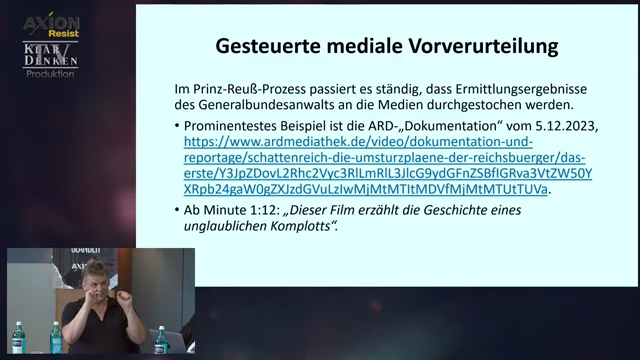 AXION
Resist
KLAR
TV
DENKEN
Produktion
Gesteuerte mediale Vorverurteilung
Im Prinz-Reuß-Prozess passiert es ständig, dass Ermittlungsergebnisse
des Generalbundesanwalts an die Medien durchgestochen werden.
• Prominentestes Beispiel ist die ARD-„Dokumentation“ vom 5.12.2023,
https://www.ardmediathek.de/video/dokumentation-und-
reportage/schattenreich-die-umsturzplaene-der-reichsbuerger/das-
erste/Y3JpZDovL2Rhc2Vyc3RlLmRlL3JlcG9ydGFnZSBfIGRva3VtZW50Y
XRpb24gaW0gZXJzdGVuLzIwMjMtMTItMDVfMjMtMTUtTUVa.
• Ab Minute 1:12: „Dieser Film erzählt die Geschichte eines
unglaublichen Komplotts“.
AXION